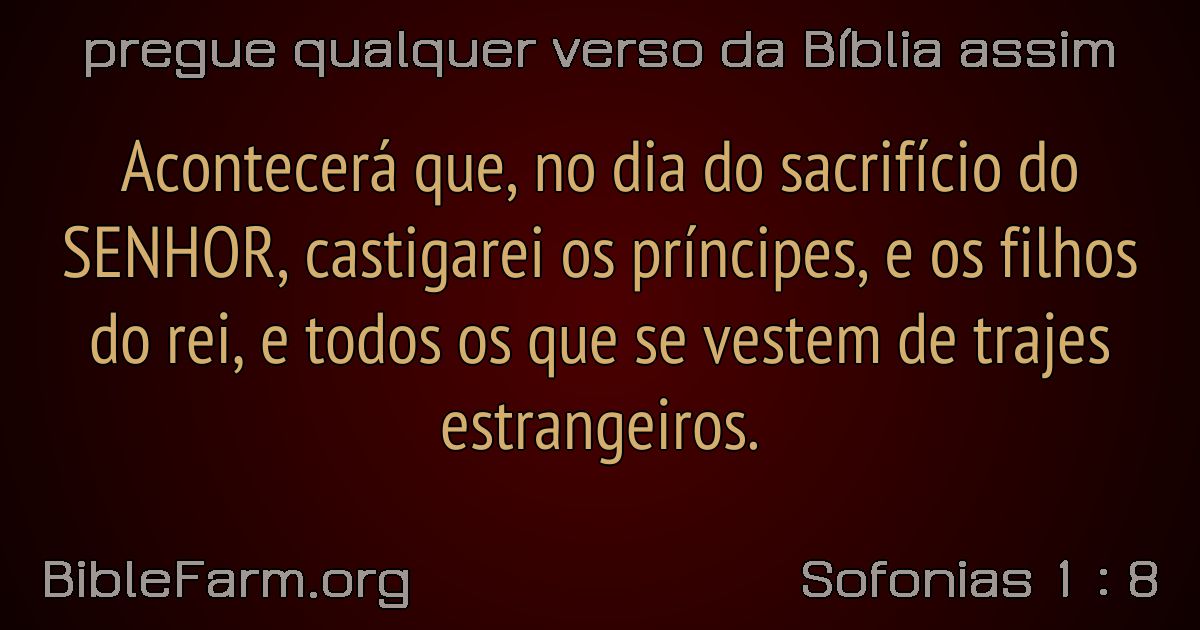 pregue qualquer verso da Bíblia assim
Acontecerá que, no dia do sacrifício do
SENHOR, castigarei os príncipes, e os filhos
do rei, e todos os que se vestem de trajes
estrangeiros.
BibleFarm.org
Sofonias 1 : 8